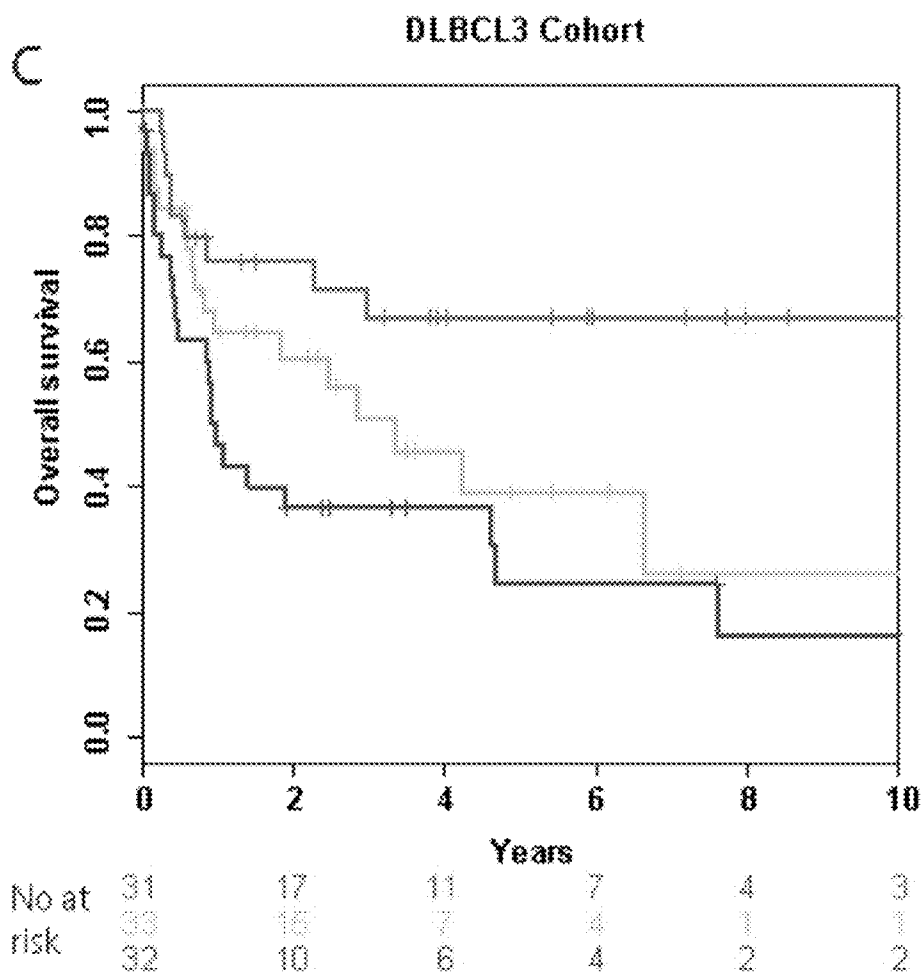 DLBCL3 Cohort
C
1.0
0.8
0.6
0.4
0.2
0.0
Overall survival
0 2 4 6 8 10
Years
No at risk
31 17 11 7 4 3
33 15 7 4 1 1
32 10 6 4 2 2